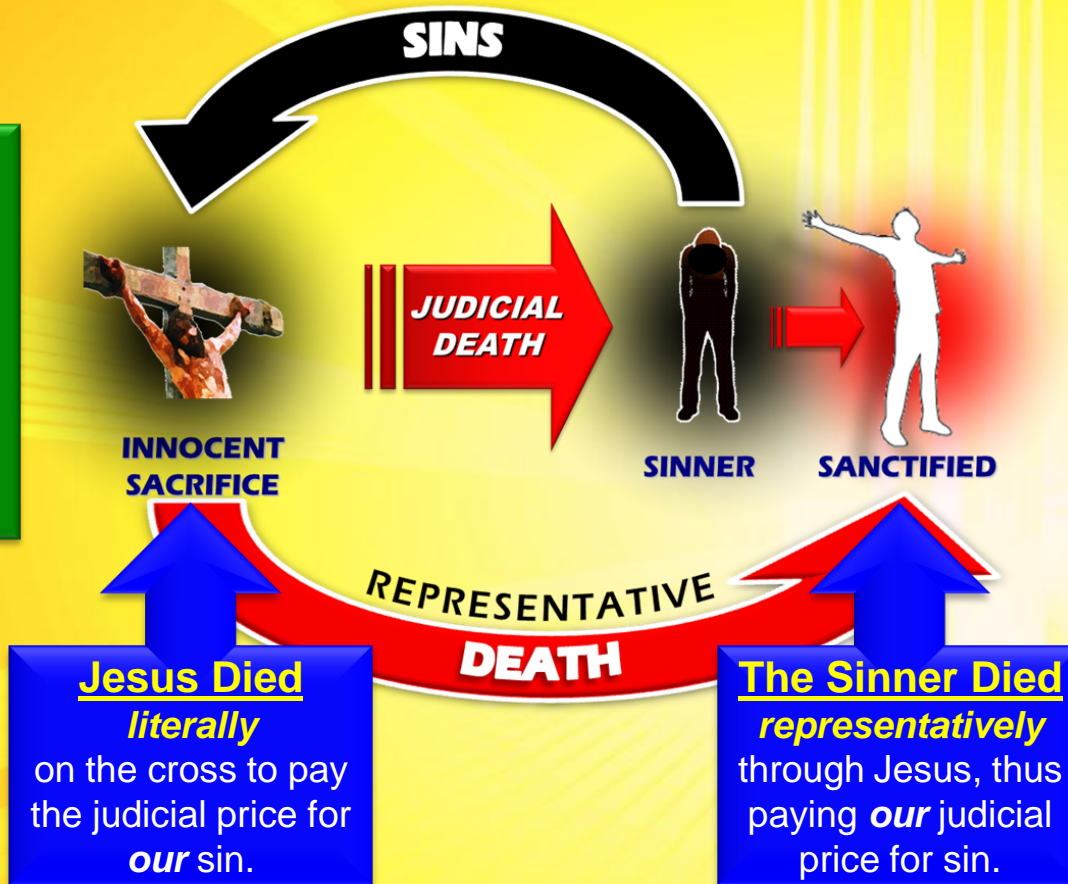 SINS
JUDICIAL
DEATH
INNOCENT
SACRIFICE
SINNER
SANCTIFIED
REPRESENTATIVE
DEATH
Jesus Died
literally
on the cross to pay
the judicial price for
our sin.
The Sinner Died
representatively
through Jesus, thus
paying our judicial
price for sin.